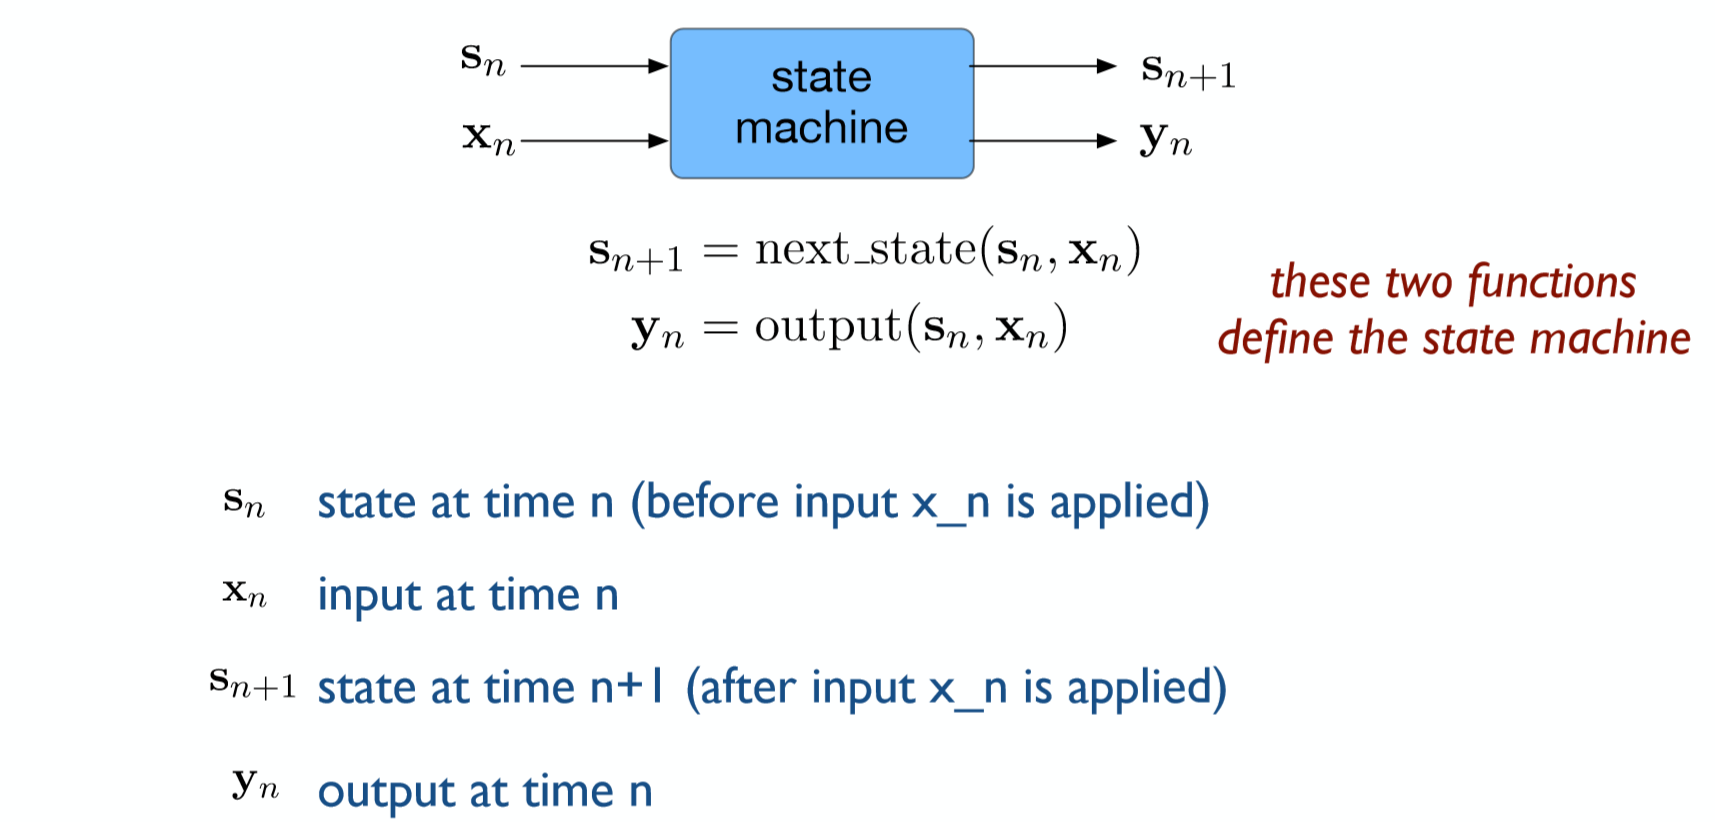 s_n
state
s_{n+1}
x_n
machine
y_n
s_{n+1} = next_state(s_n, x_n)
y_n = output(s_n, x_n)
these two functions
define the state machine
s_n state at time n (before input x_n is applied)
x_n input at time n
s_{n+1} state at time n+1 (after input x_n is applied)
y_n output at time n